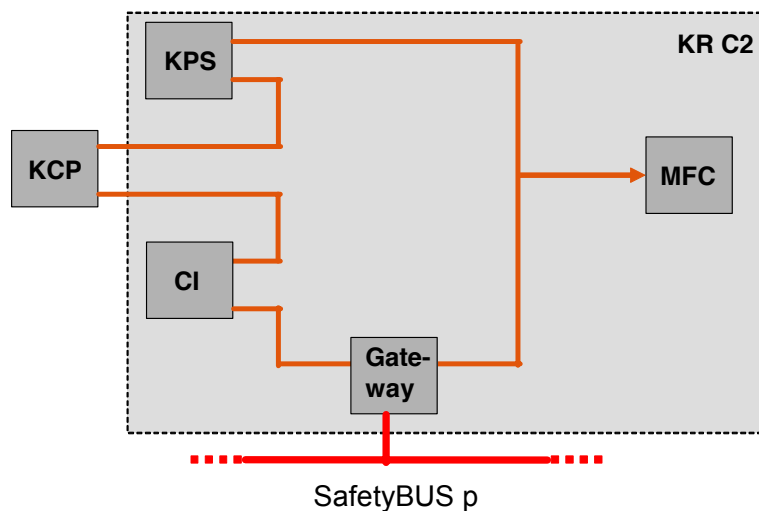 KPS
KR C2
KCP
MFC
CI
Gate-
way
SafetyBUS p